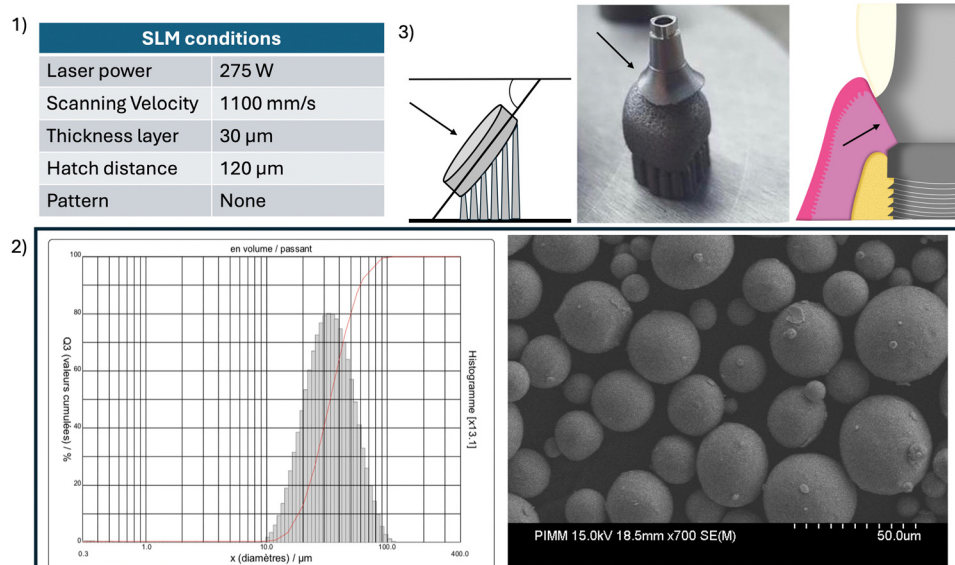 1)
SLM conditions
Laser power 275 W
Scanning Velocity 1100 mm/s
Thickness layer 30 µm
Hatch distance 120 µm
Pattern None
3)
2)
en volume / passant
Q3 (valeurs cumulées) / %
100
80
60
40
20
0
0.3 1.0 10.0 100.0 400.0
x (diamètres) / µm
Histogramme [x13.1]
PIMM 15.0kV 18.5mm x700 SE(M) 50.0um